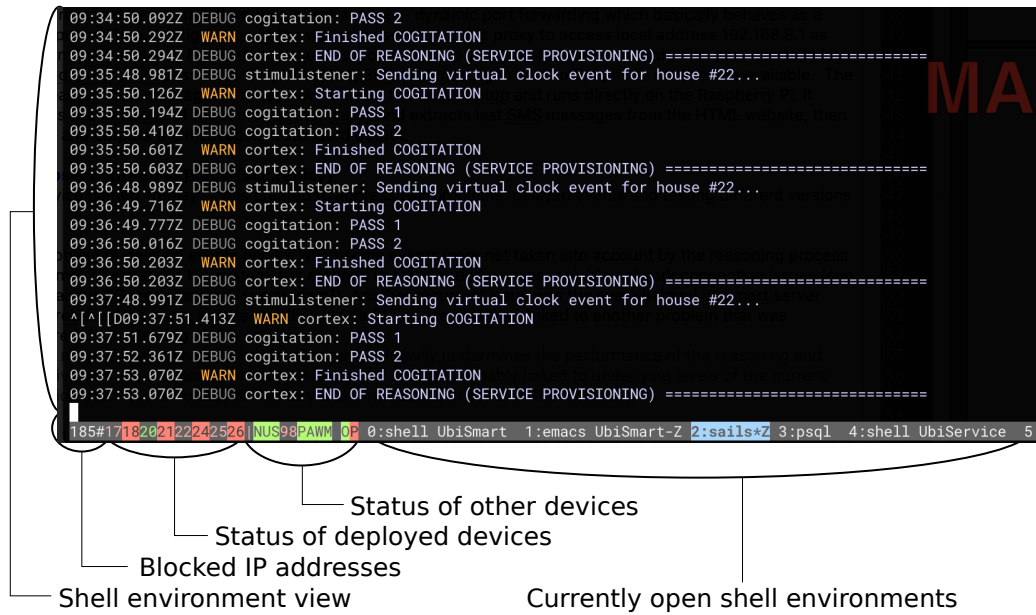 09:34:50.092Z DEBUG cogitation: PASS 2
09:34:50.292Z  WARN cortex: Finished COGITATION
09:34:50.294Z DEBUG cortex: END OF REASONING (SERVICE PROVISIONING) ==============================
09:35:48.981Z DEBUG stimulistener: Sending virtual clock event for house #22...
09:35:50.126Z  WARN cortex: Starting COGITATION
09:35:50.194Z DEBUG cogitation: PASS 1
09:35:50.410Z DEBUG cogitation: PASS 2
09:35:50.601Z  WARN cortex: Finished COGITATION
09:35:50.603Z DEBUG cortex: END OF REASONING (SERVICE PROVISIONING) ==============================
09:36:48.989Z DEBUG stimulistener: Sending virtual clock event for house #22...
09:36:49.716Z  WARN cortex: Starting COGITATION
09:36:49.777Z DEBUG cogitation: PASS 1
09:36:50.016Z DEBUG cogitation: PASS 2
09:36:50.203Z  WARN cortex: Finished COGITATION
09:36:50.203Z DEBUG cortex: END OF REASONING (SERVICE PROVISIONING) ==============================
09:37:48.991Z DEBUG stimulistener: Sending virtual clock event for house #22...
^[^[[D09:37:51.413Z  WARN cortex: Starting COGITATION
09:37:51.679Z DEBUG cogitation: PASS 1
09:37:52.361Z DEBUG cogitation: PASS 2
09:37:53.070Z  WARN cortex: Finished COGITATION
09:37:53.070Z DEBUG cortex: END OF REASONING (SERVICE PROVISIONING) ==============================
MA
185#17182021222425 26|NUS98PAWM OP 0:shell UbiSmart  1:emacs UbiSmart-Z 2:sails*Z 3:psql  4:shell UbiService  5
Status of other devices
Status of deployed devices
Blocked IP addresses
Shell environment view
Currently open shell environments